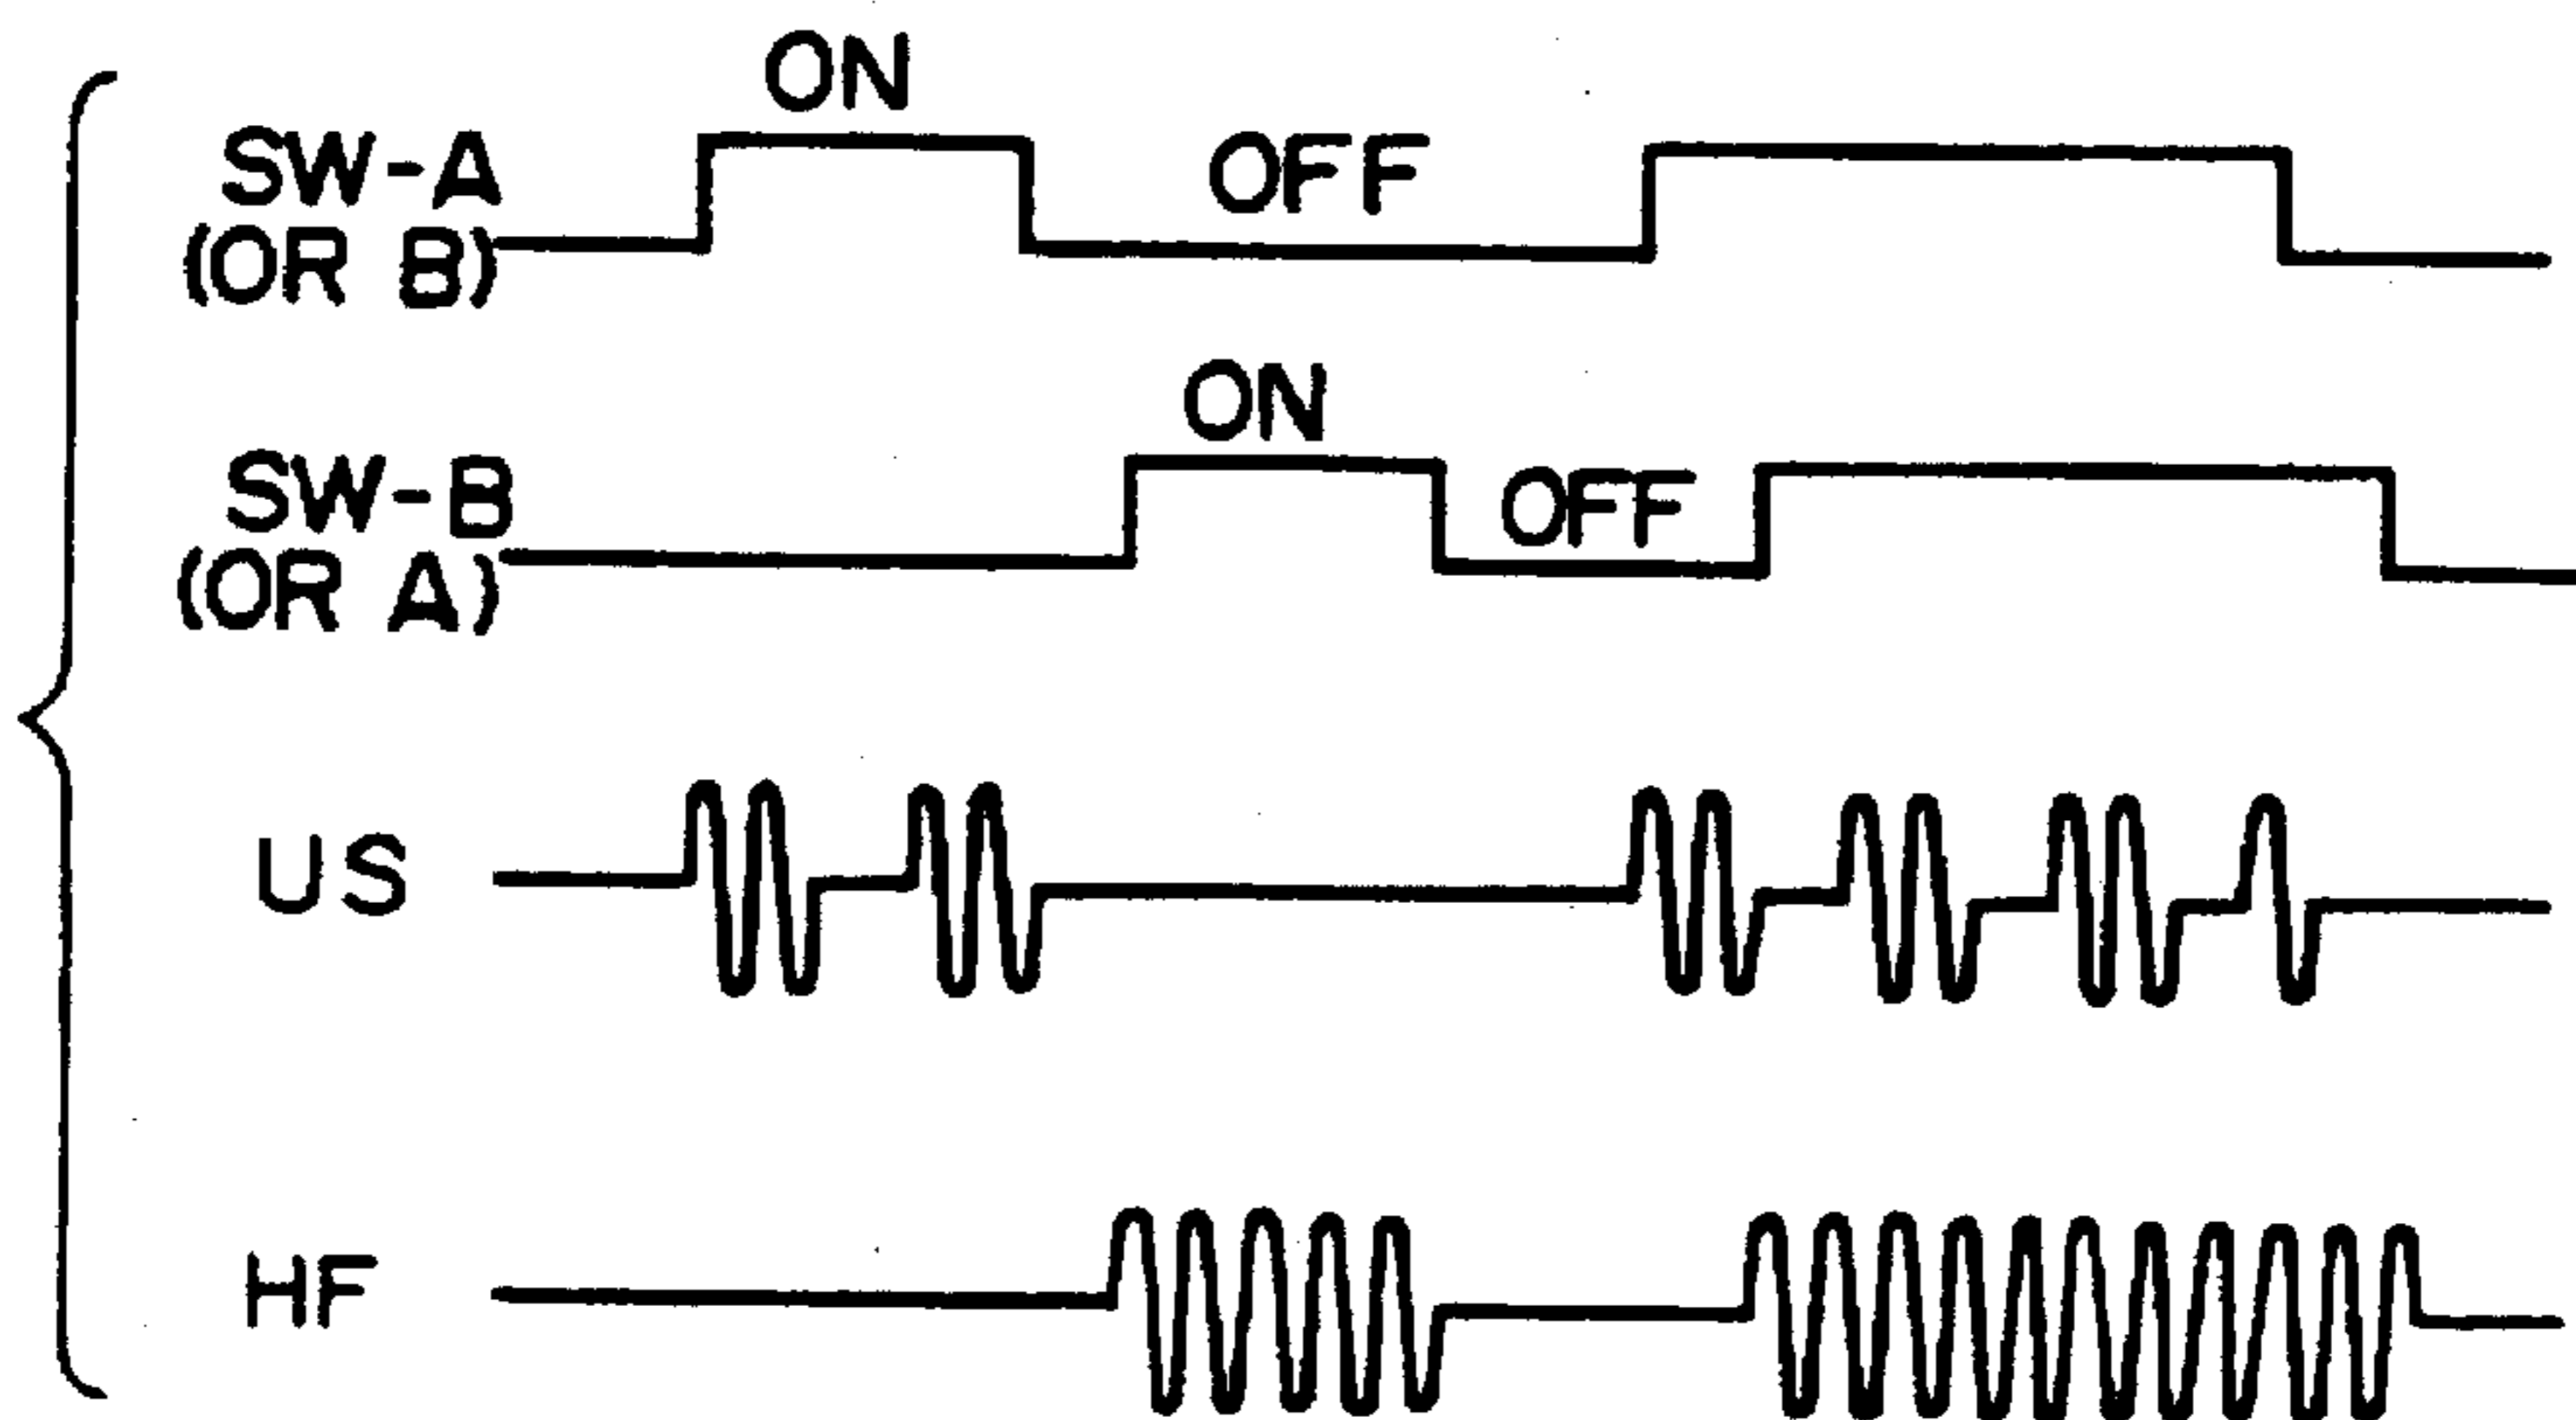 ON
SW-A
OFF
(OR B)
ON
SW-B
OFF
(OR A)
US
HF